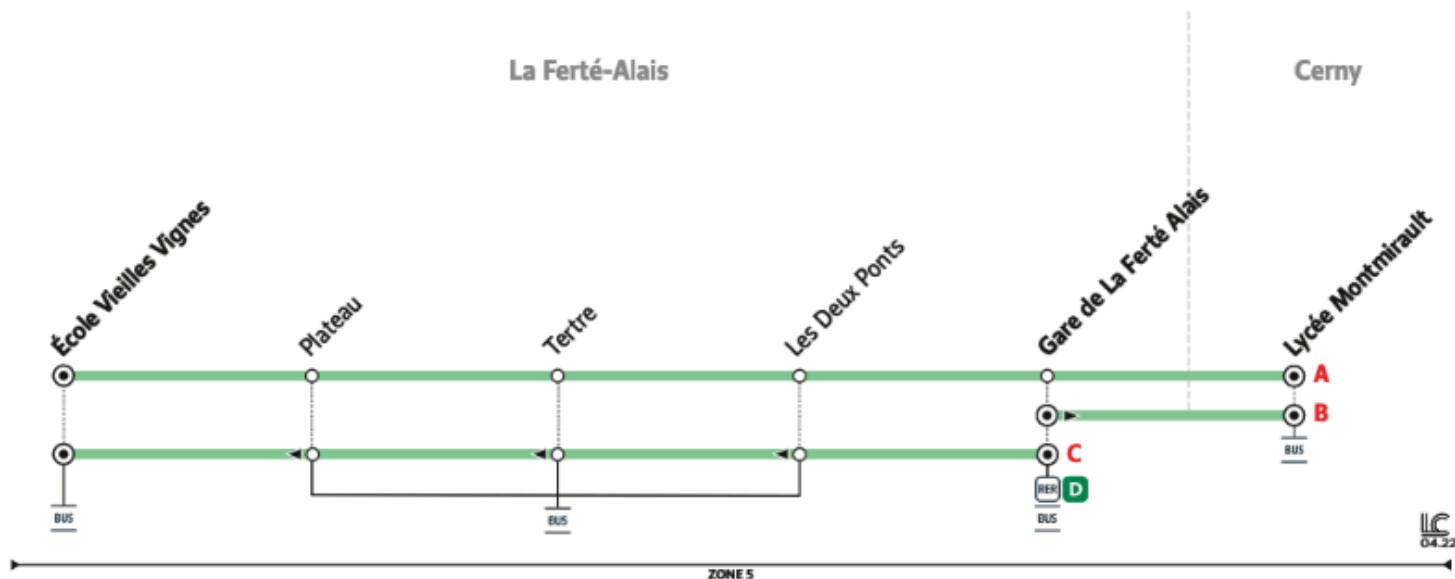 La Ferté-Alais
Cerny
École Vieilles Vignes
Plateau
Tertre
Les Deux Ponts
Gare de La Ferté Alais
Lycée Montmirault
A
B
C
BUS
RER D
BUS
BUS
BUS
LC
04.22
ZONE 5